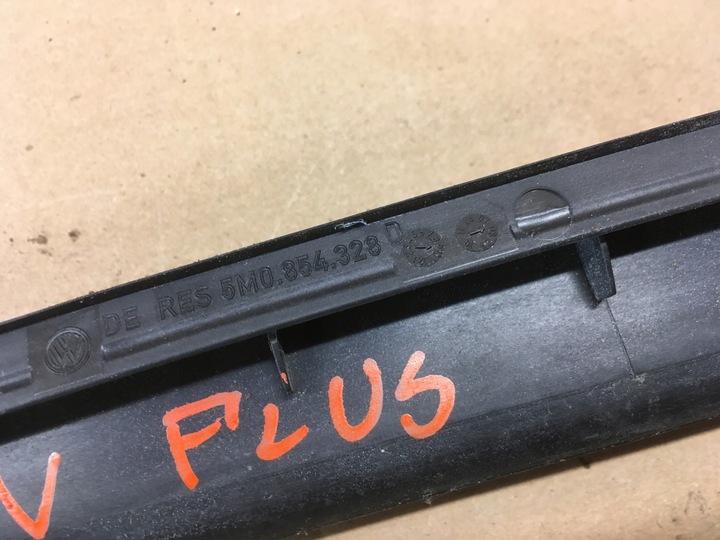 DE RES 5M0.854.328 D
V PLUS